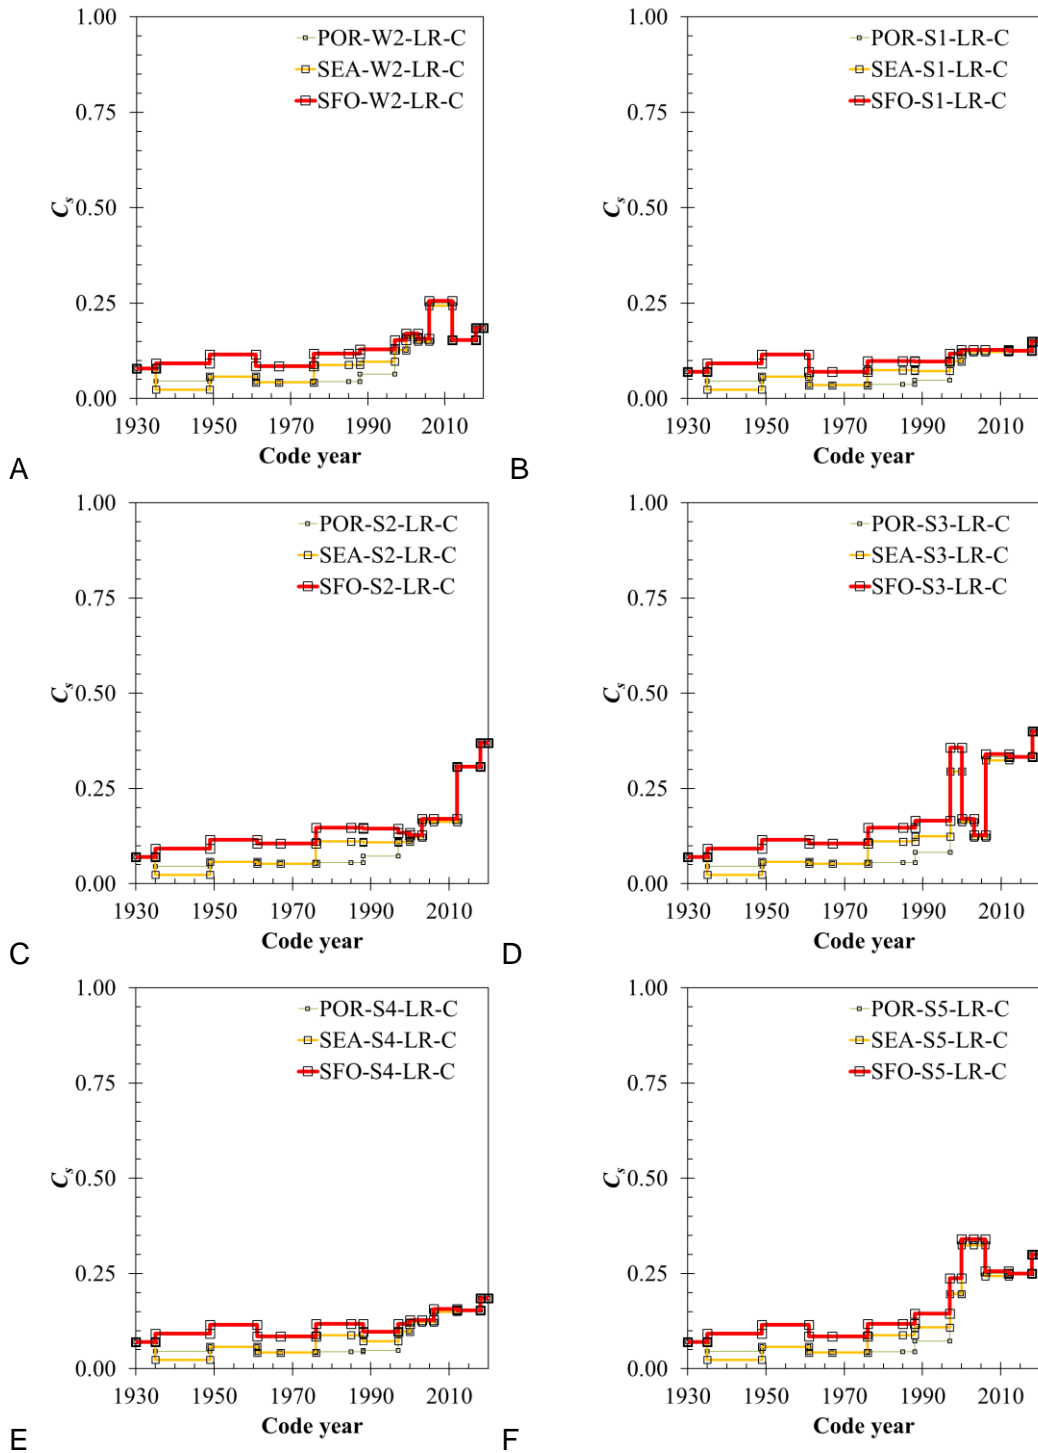 1.00
POR-W2-LR-C
SEA-W2-LR-C
SFO-W2-LR-C
0.75
0.50
Cs
0.25
0.00
1930 1950 1970 1990 2010
Code year
A
1.00
POR-S1-LR-C
SEA-S1-LR-C
SFO-S1-LR-C
0.75
0.50
Cs
0.25
0.00
1930 1950 1970 1990 2010
Code year
B
1.00
POR-S2-LR-C
SEA-S2-LR-C
SFO-S2-LR-C
0.75
0.50
Cs
0.25
0.00
1930 1950 1970 1990 2010
Code year
C
1.00
POR-S3-LR-C
SEA-S3-LR-C
SFO-S3-LR-C
0.75
0.50
Cs
0.25
0.00
1930 1950 1970 1990 2010
Code year
D
1.00
POR-S4-LR-C
SEA-S4-LR-C
SFO-S4-LR-C
0.75
0.50
Cs
0.25
0.00
1930 1950 1970 1990 2010
Code year
E
1.00
POR-S5-LR-C
SEA-S5-LR-C
SFO-S5-LR-C
0.75
0.50
Cs
0.25
0.00
1930 1950 1970 1990 2010
Code year
F